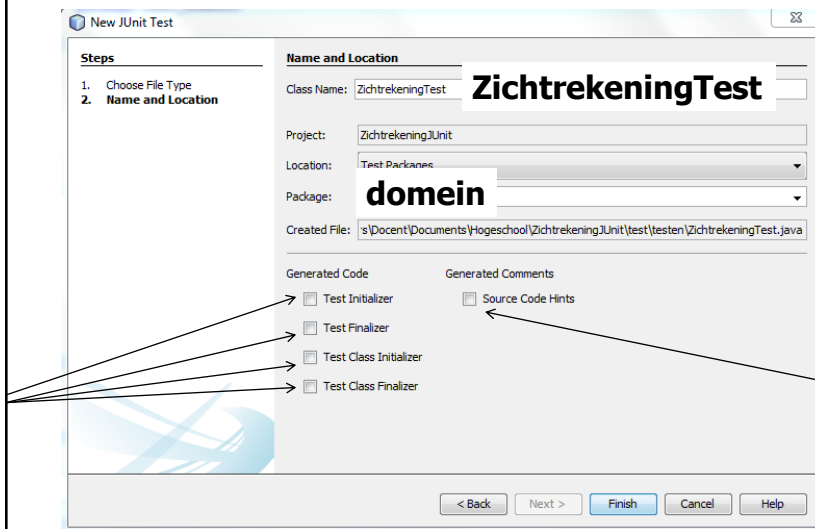 New JUnit Test
Steps
1. Choose File Type
2. Name and Location
Name and Location
Class Name: ZichtrekeningTest ZichtrekeningTest
Project: ZichtrekeningJUnit
Location: Test Packages
Package: domein
Created File: 's\Docent\Documents\Hogeschool\ZichtrekeningJUnit\test\testen\ZichtrekeningTest.java
Generated Code Generated Comments
Test Initializer Source Code Hints
Test Finalizer
Test Class Initializer
Test Class Finalizer
< Back Next > Finish Cancel Help